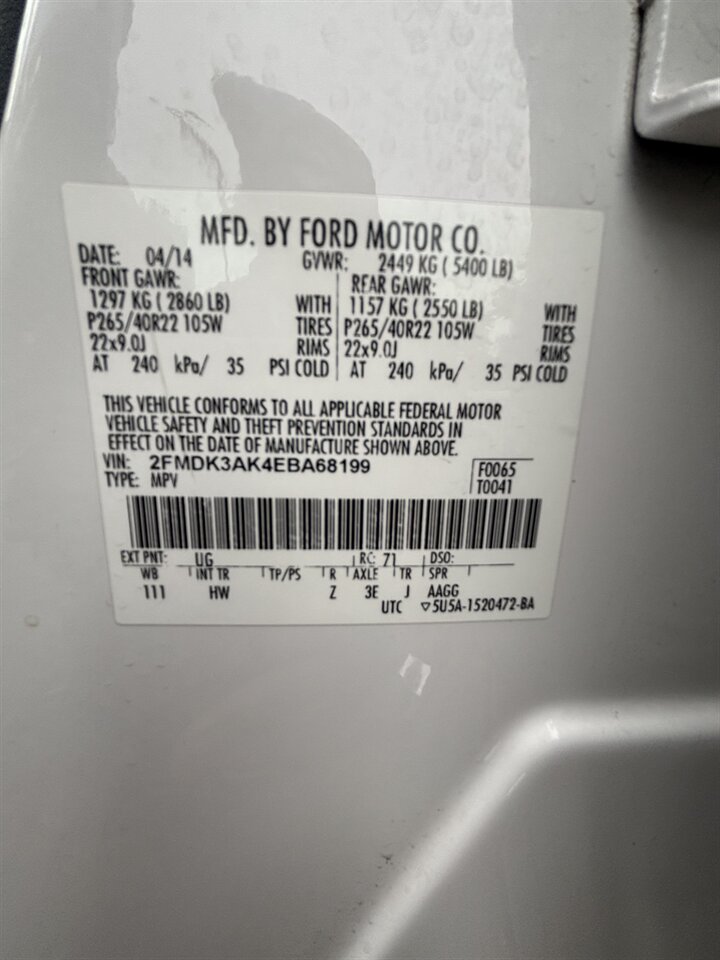 MFD. BY FORD MOTOR CO.
DATE: 04/14 GVWR: 2449 KG ( 5400 LB)
FRONT GAWR: REAR GAWR:
1297 KG ( 2860 LB) WITH 1157 KG ( 2550 LB) WITH
P265/40R22 105W TIRES P265/40R22 105W TIRES
22x9.0J RIMS 22x9.0J RIMS
AT 240 kPa/ 35 PSI COLD AT 240 kPa/ 35 PSI COLD
THIS VEHICLE CONFORMS TO ALL APPLICABLE FEDERAL MOTOR
VEHICLE SAFETY AND THEFT PREVENTION STANDARDS IN
EFFECT ON THE DATE OF MANUFACTURE SHOWN ABOVE.
VIN: 2FMDK3AK4EBA68199 F0065
TYPE: MPV T0041
EXT PNT: UG RC: 71 DSO:
WB INT TR TP/PS R AXLE TR SPR
111 HW Z 3E J AAGG
UTC ▽5U5A-1520472-BA